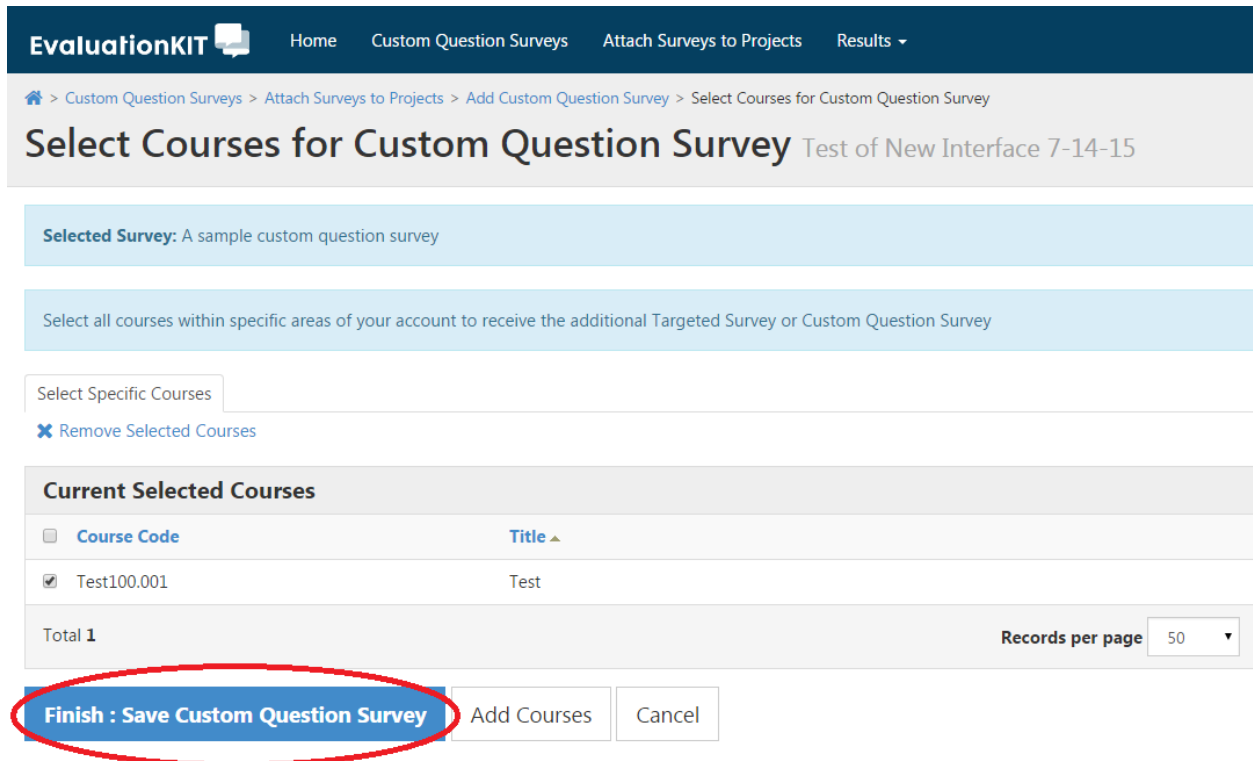 EvaluationKIT Home Custom Question Surveys Attach Surveys to Projects Results
> Custom Question Surveys > Attach Surveys to Projects > Add Custom Question Survey > Select Courses for Custom Question Survey
Select Courses for Custom Question Survey Test of New Interface 7-14-15
Selected Survey: A sample custom question survey
Select all courses within specific areas of your account to receive the additional Targeted Survey or Custom Question Survey
Select Specific Courses
Remove Selected Courses
Current Selected Courses
Course Code Title
Test100.001 Test
Total 1 Records per page 50
Finish : Save Custom Question Survey Add Courses Cancel